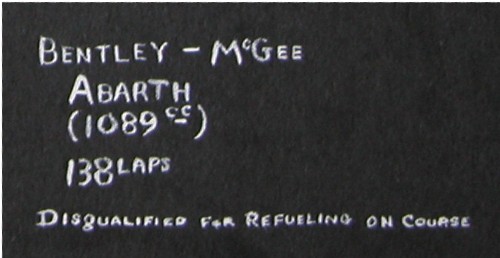 BENTLEY - McGEE
ABARTH
(1089 cc)
138 LAPS
DISQUALIFIED FOR REFUELING ON COURSE